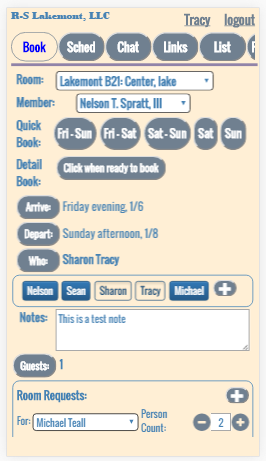 R-S Lakemont, LLC
Tracy logout
Book Sched Chat Links List
Room: Lakemont B21: Center, lake
Member: Nelson T. Spratt, III
Quick Book: Fri - Sun Fri - Sat Sat - Sun Sat Sun
Detail Book: Click when ready to book
Arrive: Friday evening, 1/6
Depart: Sunday afternoon, 1/8
Who: Sharon Tracy
Nelson Sean Sharon Tracy Michael
Notes: This is a test note
Guests: 1
Room Requests:
For: Michael Teall Person Count: 2